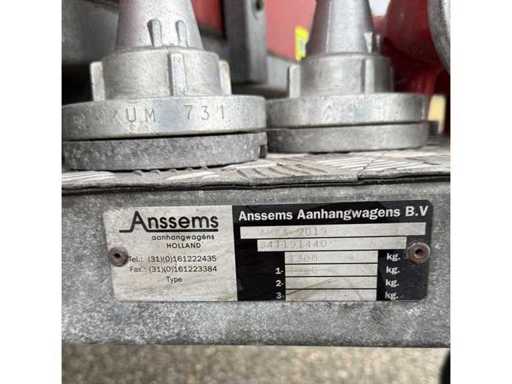 731
Anssems
aanhangwagens
HOLLAND
Tel.: (31)(0)161222435
Fax.: (31)(0)161223384
Type
Anssems Aanhangwagens B.V
2019
kg.
1- kg.
2- kg.
3- kg.